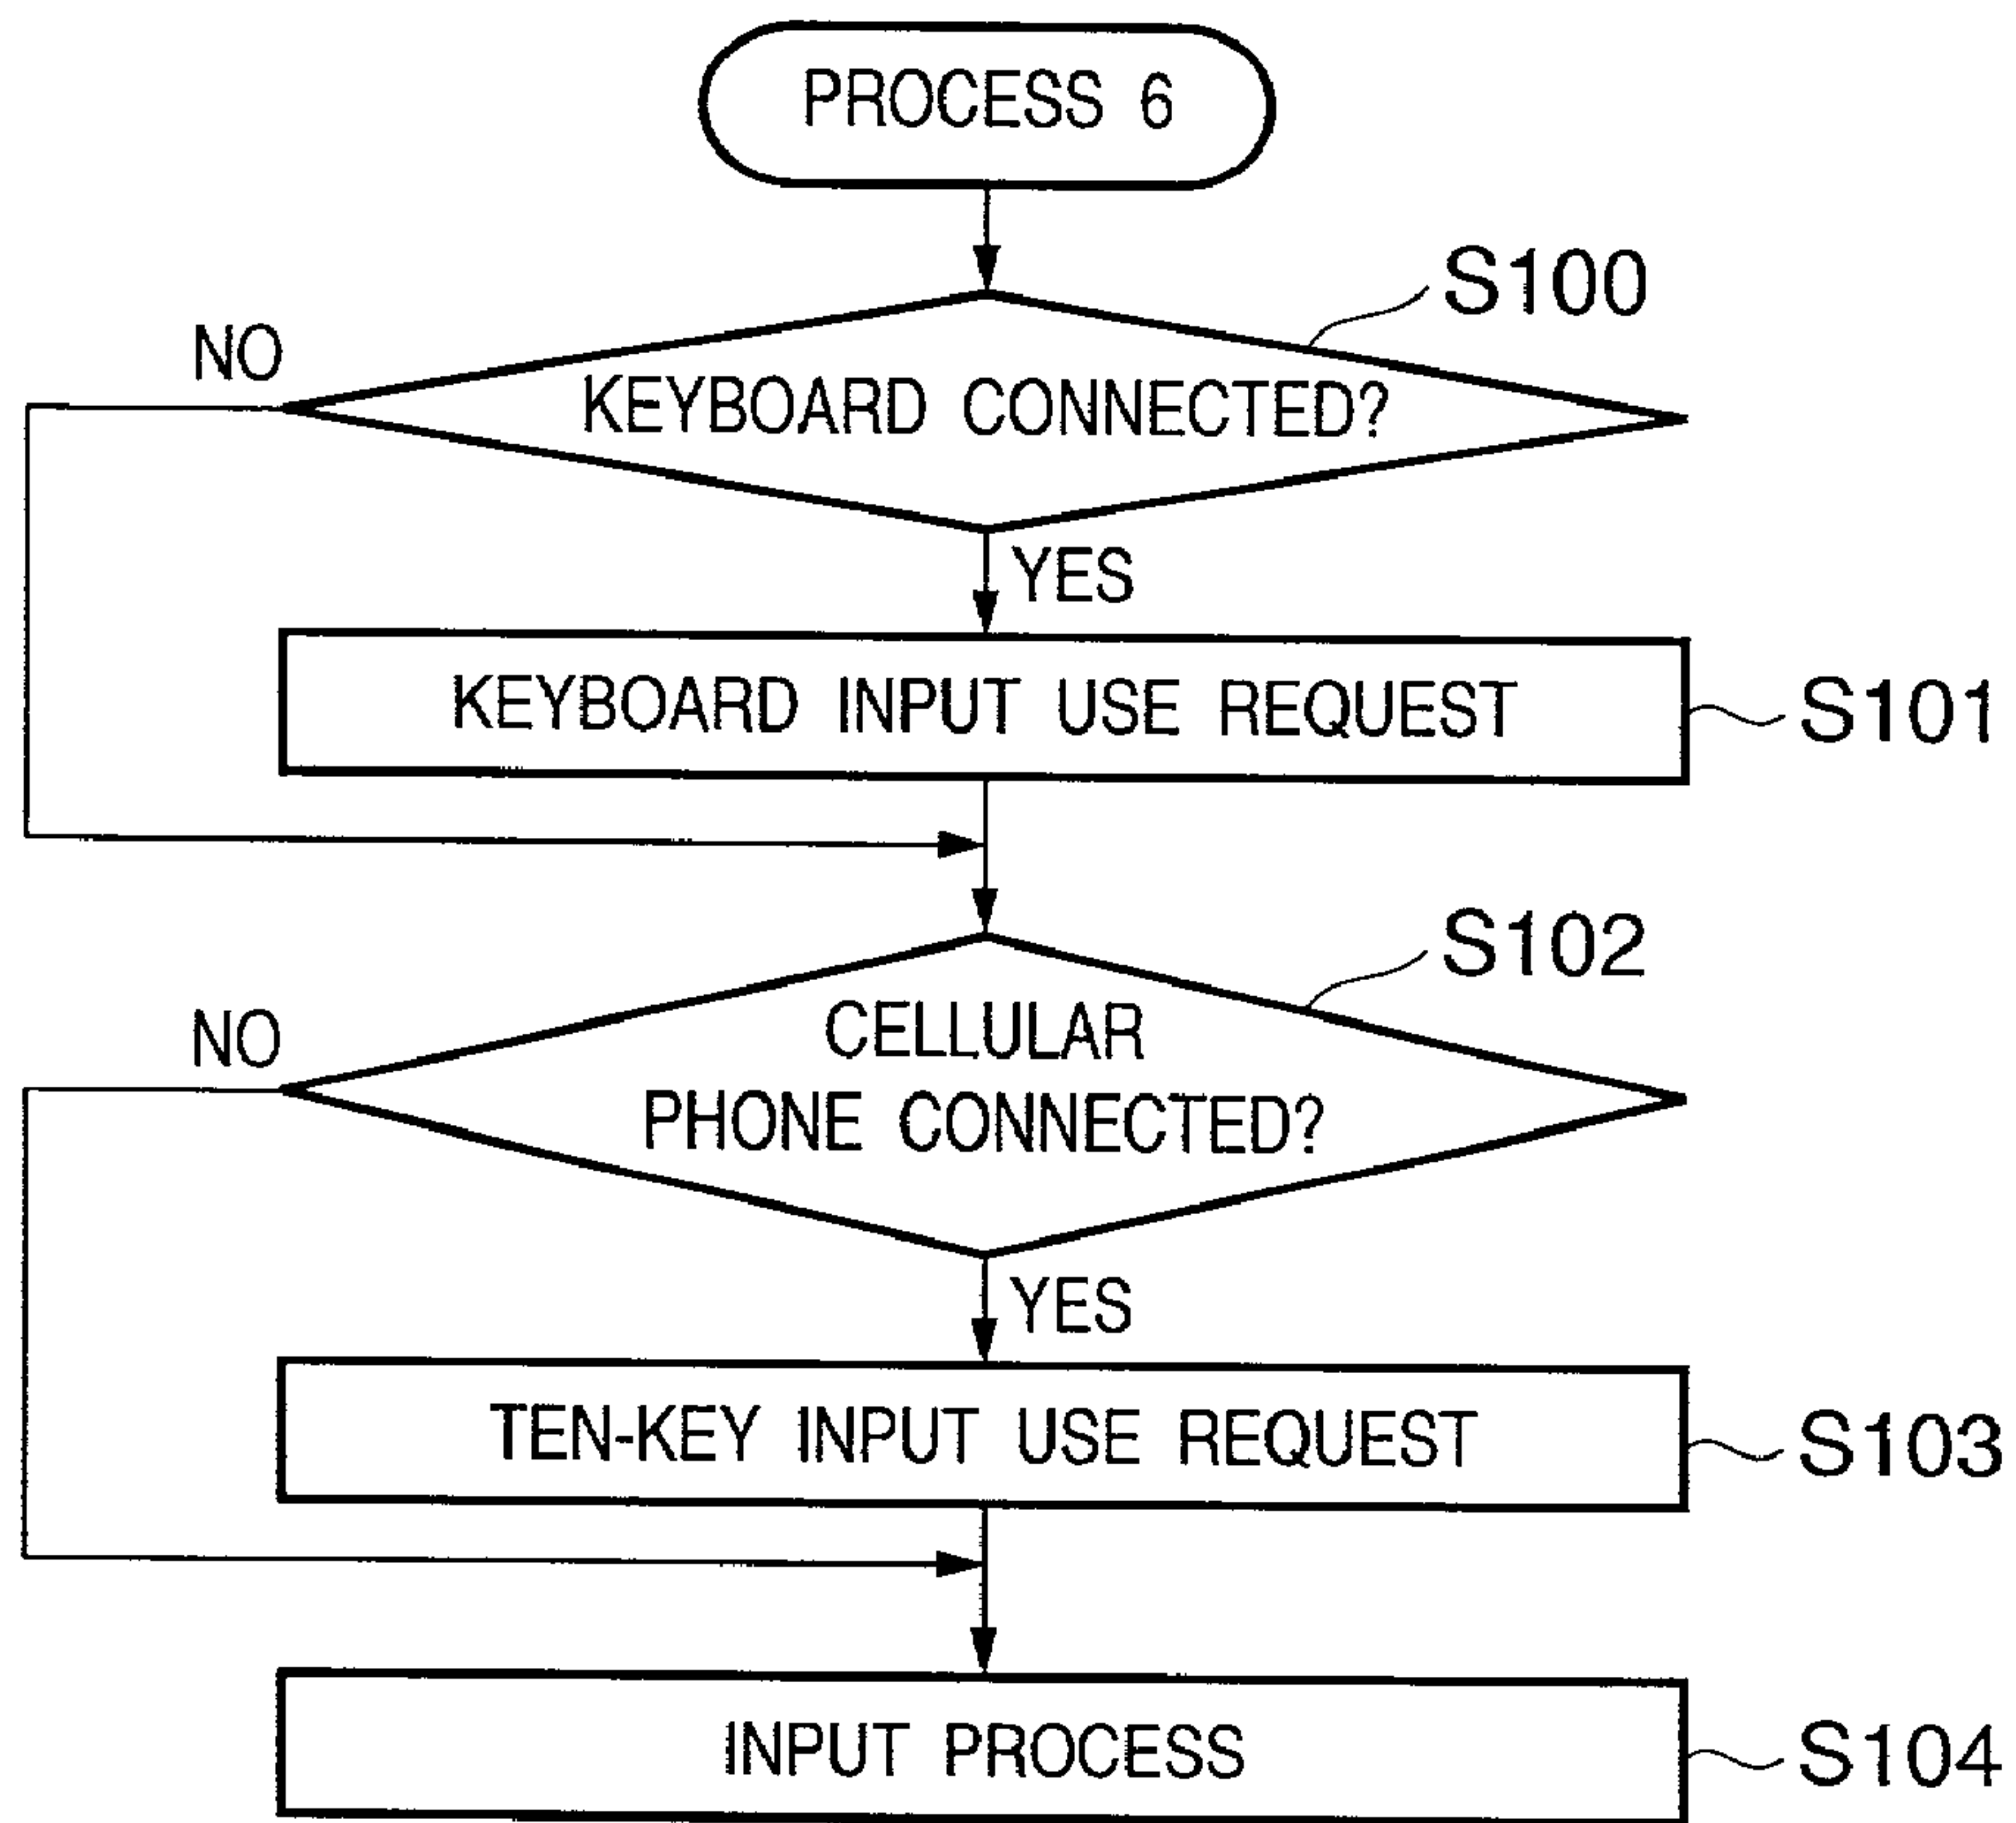 PROCESS 6
S100
NO
KEYBOARD CONNECTED?
YES
KEYBOARD INPUT USE REQUEST
S101
S102
NO
CELLULAR
PHONE CONNECTED?
YES
TEN-KEY INPUT USE REQUEST
S103
INPUT PROCESS
S104